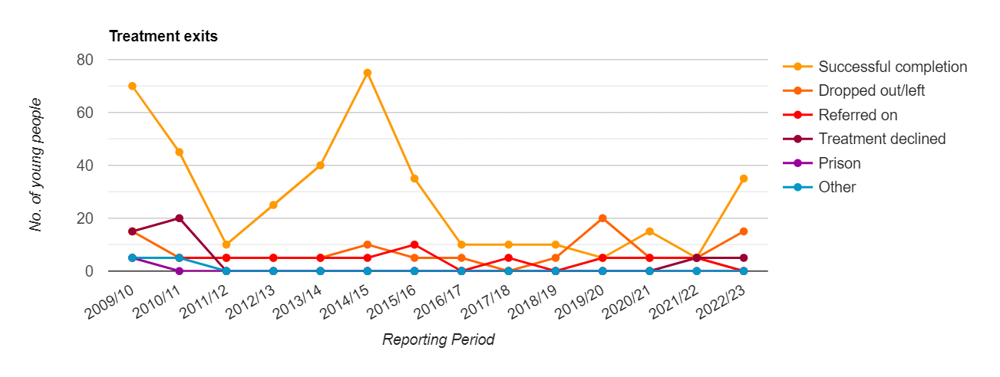 Treatment exits
No. of young people
80
60
40
20
0
2009/10
2010/11
2011/12
2012/13
2013/14
2014/15
2015/16
2016/17
2017/18
2018/19
2019/20
2020/21
2021/22
2022/23
Reporting Period
Successful completion
Dropped out/left
Referred on
Treatment declined
Prison
Other